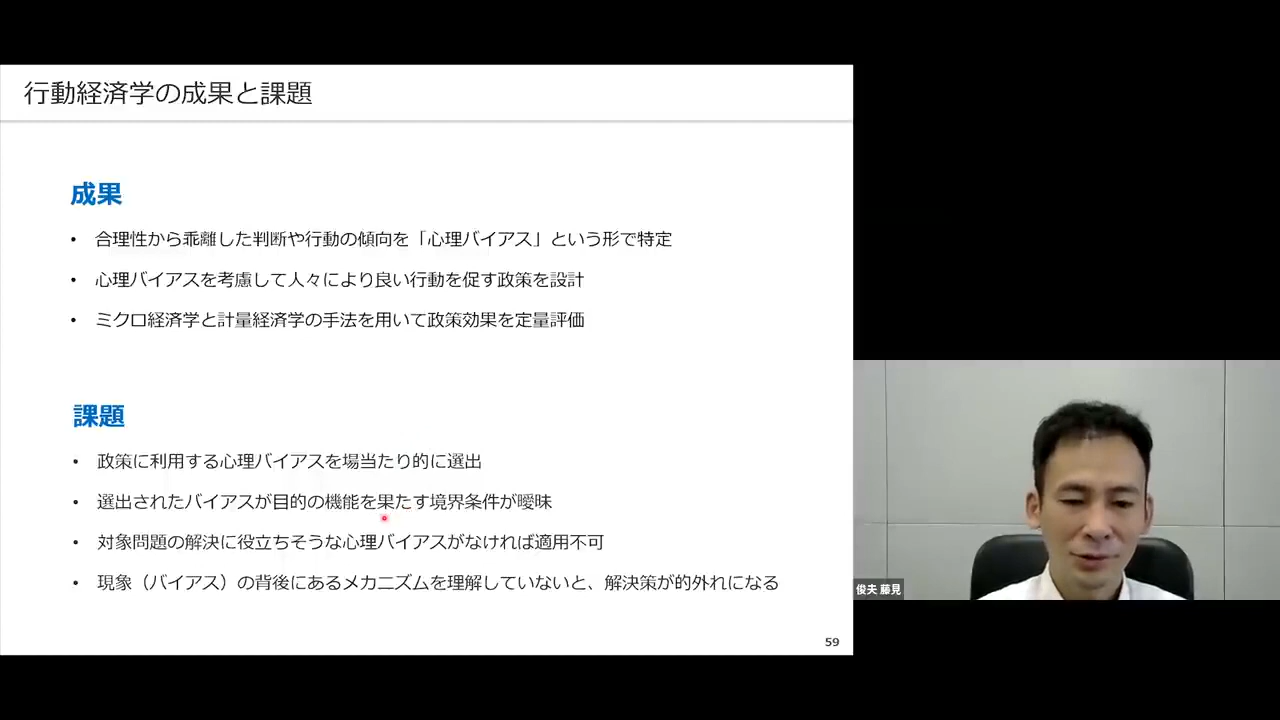 行動経済学の成果と課題
成果
• 合理性から乖離した判断や行動の傾向を「心理バイアス」という形で特定
• 心理バイアスを考慮して人々により良い行動を促す政策を設計
• ミクロ経済学と計量経済学の手法を用いて政策効果を定量評価
課題
• 政策に利用する心理バイアスを場当たり的に選出
• 選出されたバイアスが目的の機能を果たす境界条件が曖昧
• 対象問題の解決に役立ちそうな心理バイアスがなければ適用不可
• 現象（バイアス）の背後にあるメカニズムを理解していないと、解決策が的外れになる
俊夫 藤見
59